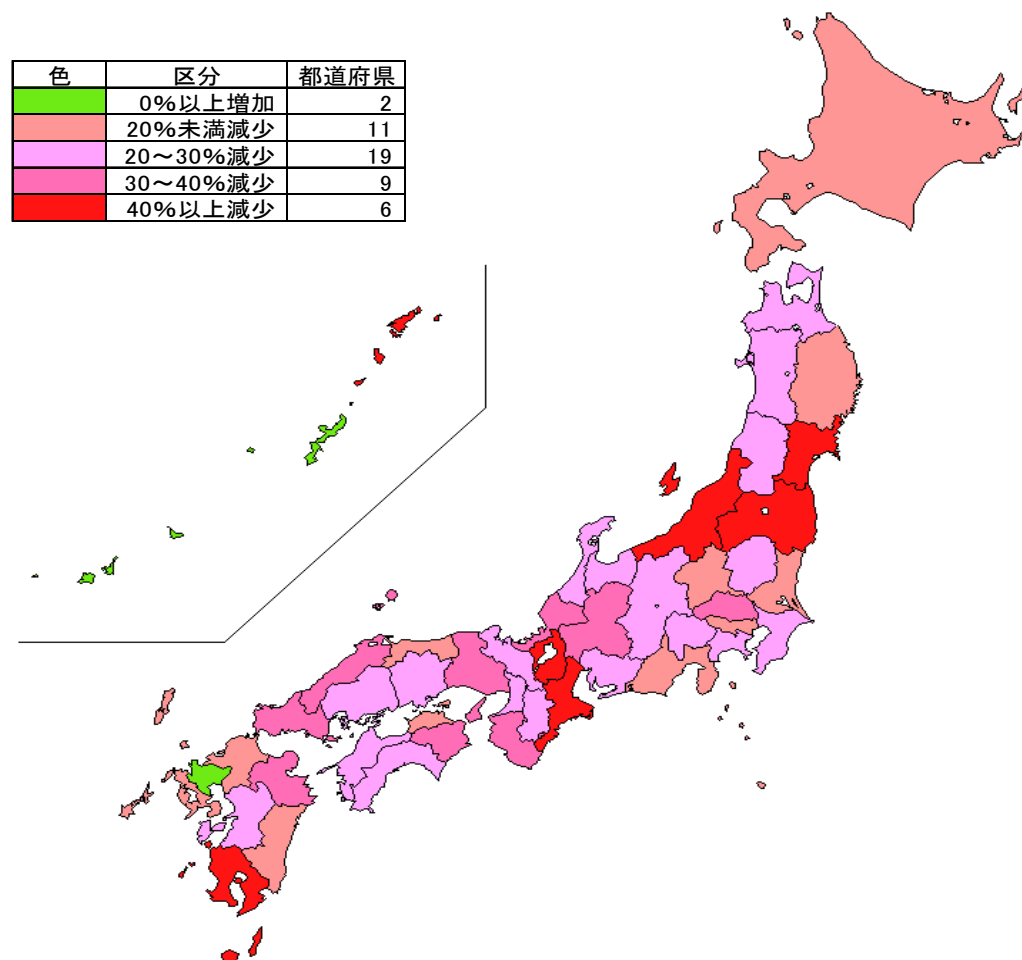 色 区分 都道府県
0%以上増加 2
20%未満減少 11
20～30%減少 19
30～40%減少 9
40%以上減少 6